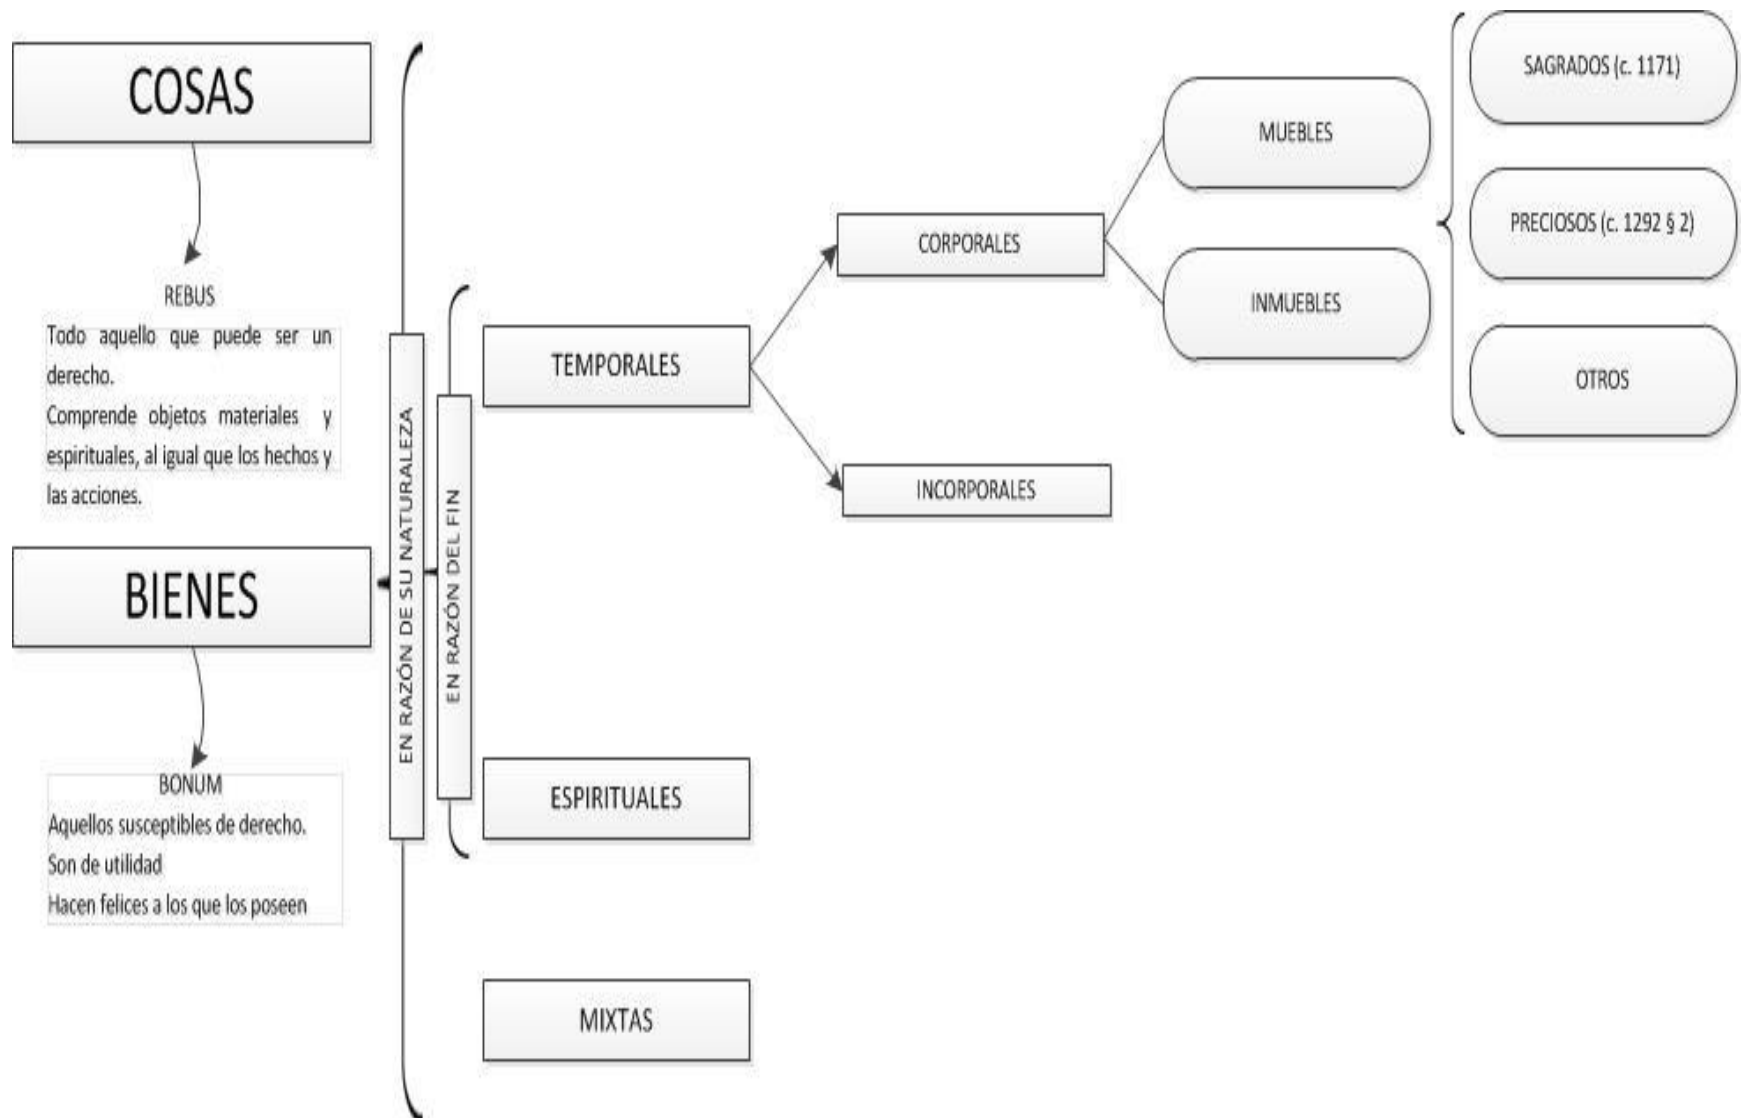 COSAS
REBUS
Todo aquello que puede ser un
derecho.
Comprende objetos materiales y
espirituales, al igual que los hechos y
las acciones.
BIENES
BONUM
Aquellos susceptibles de derecho.
Son de utilidad
Hacen felices a los que los poseen
EN RAZÓN DE SU NATURALEZA
EN RAZÓN DEL FIN
TEMPORALES
ESPIRITUALES
MIXTAS
CORPORALES
INCORPORALES
MUEBLES
INMUEBLES
SAGRADOS (c. 1171)
PRECIOSOS (c. 1292 § 2)
OTROS